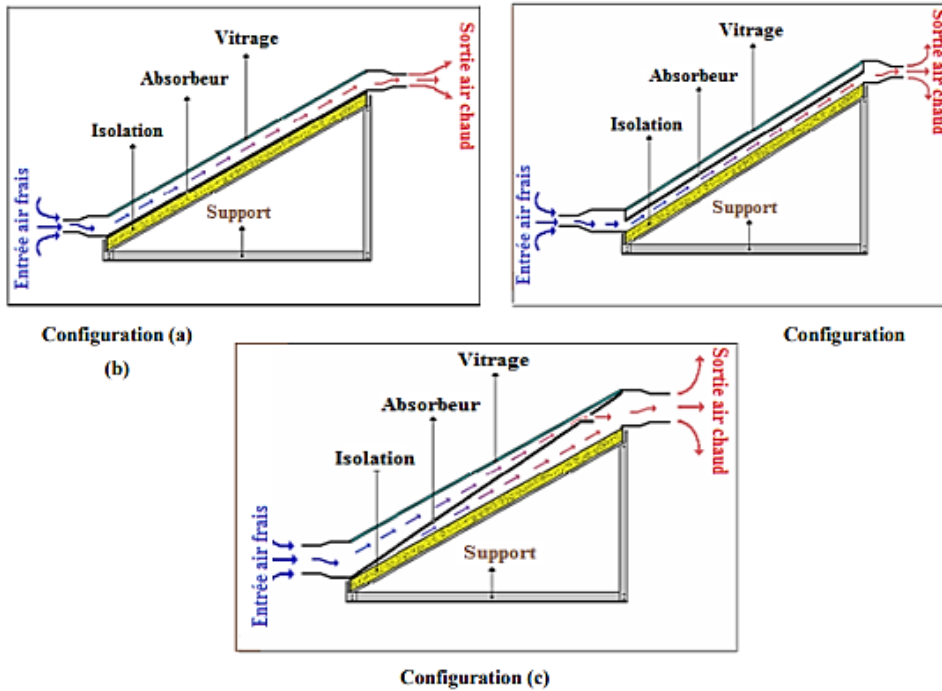 Vitrage
Absorbeur
Isolation
Support
Entrée air frais
Sortie air chaud
Vitrage
Absorbeur
Isolation
Support
Entrée air frais
Sortie air chaud
Configuration (a)
Configuration
(b)
Vitrage
Absorbeur
Isolation
Support
Entrée air frais
Sortie air chaud
Configuration (c)